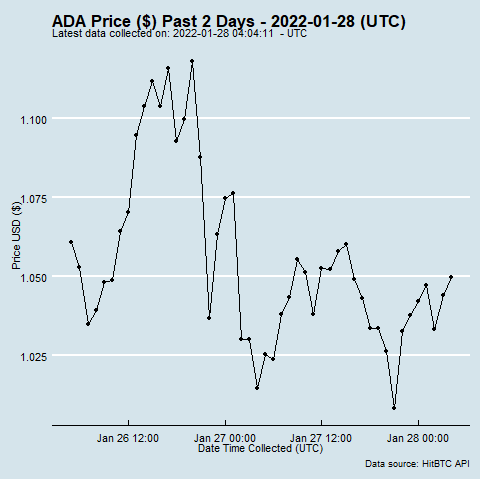 ADA Price ($) Past 2 Days - 2022-01-28 (UTC)
Latest data collected on: 2022-01-28 04:04:11  - UTC
1.100
1.075
1.050
1.025
Price USD ($)
Jan 26 12:00
Jan 27 00:00
Jan 27 12:00
Jan 28 00:00
Date Time Collected (UTC)
Data source: HitBTC API